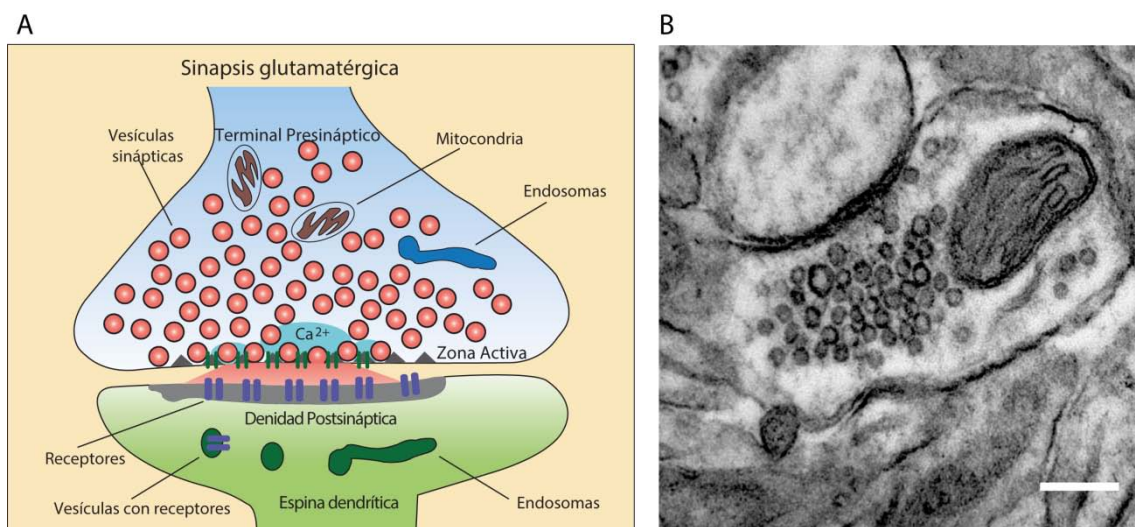 A
B
Sinapsis glutamatérgica
Vesículas
sinápticas
Terminal Presináptico
Mitocondria
Endosomas
Ca2+
Zona Activa
Denidad Postsináptica
Receptores
Vesículas con receptores
Espina dendrítica
Endosomas